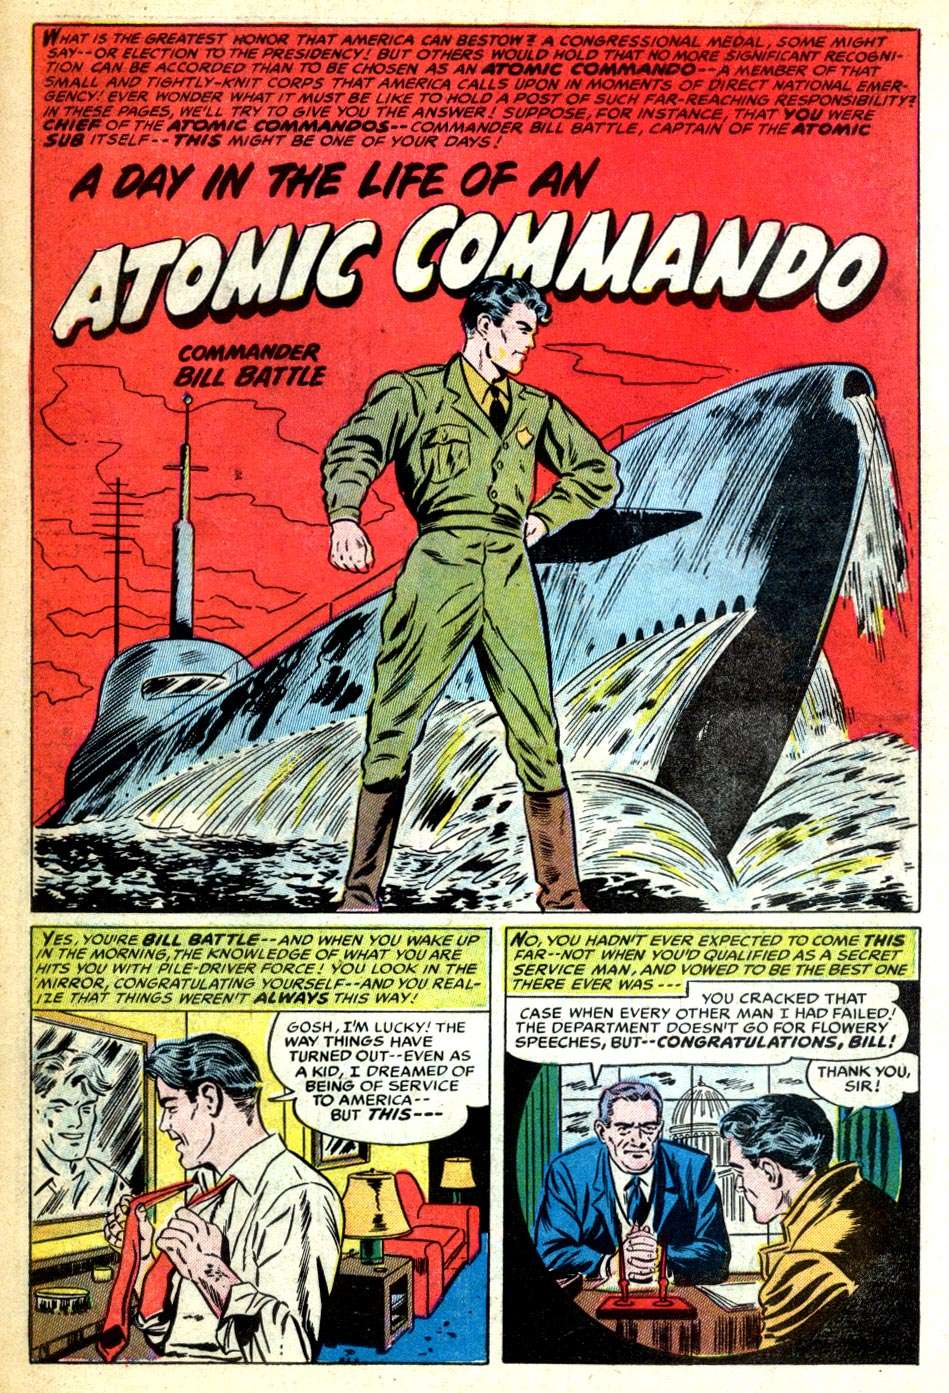 WHAT IS THE GREATEST HONOR THAT AMERICA CAN BESTOW? A CONGRESSIONAL MEDAL, SOME MIGHT
SAY--OR ELECTION TO THE PRESIDENCY! BUT OTHERS WOULD HOLD THAT NO MORE SIGNIFICANT RECOGNI-
TION CAN BE ACCORDED THAN TO BE CHOSEN AS AN ATOMIC COMMANDO--A MEMBER OF THAT
SMALL AND TIGHTLY-KNIT CORPS THAT AMERICA CALLS UPON IN MOMENTS OF DIRECT NATIONAL EMER-
GENCY! EVER WONDER WHAT IT MUST BE LIKE TO HOLD A POST OF SUCH FAR-REACHING RESPONSIBILITY?
IN THESE PAGES, WE'LL TRY TO GIVE YOU THE ANSWER! SUPPOSE, FOR INSTANCE, THAT YOU WERE
CHIEF OF THE ATOMIC COMMANDOS--COMMANDER BILL BATTLE, CAPTAIN OF THE ATOMIC
SUB ITSELF--THIS MIGHT BE ONE OF YOUR DAYS!
A DAY IN THE LIFE OF AN
ATOMIC COMMANDO
COMMANDER
BILL BATTLE
YES, YOU'RE BILL BATTLE--AND WHEN YOU WAKE UP
IN THE MORNING, THE KNOWLEDGE OF WHAT YOU ARE
HITS YOU WITH PILE-DRIVER FORCE! YOU LOOK IN THE
MIRROR, CONGRATULATING YOURSELF--AND YOU REAL-
IZE THAT THINGS WEREN'T ALWAYS THIS WAY!
GOSH, I'M LUCKY! THE
WAY THINGS HAVE
TURNED OUT--EVEN AS
A KID, I DREAMED OF
BEING OF SERVICE
TO AMERICA--
BUT THIS---
NO, YOU HADN'T EVER EXPECTED TO COME THIS
FAR--NOT WHEN YOU'D QUALIFIED AS A SECRET
SERVICE MAN, AND VOWED TO BE THE BEST ONE
THERE EVER WAS---
YOU CRACKED THAT
CASE WHEN EVERY OTHER MAN I HAD FAILED!
THE DEPARTMENT DOESN'T GO FOR FLOWERY
SPEECHES, BUT--CONGRATULATIONS, BILL!
THANK YOU,
SIR!